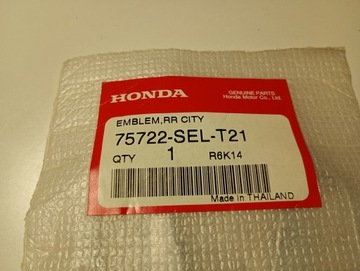 HONDA
GENUINE PARTS
Honda Motor Co., Ltd.
EMBLEM,RR CITY
75722-SEL-T21
QTY 1 R6K14
Made in THAILAND